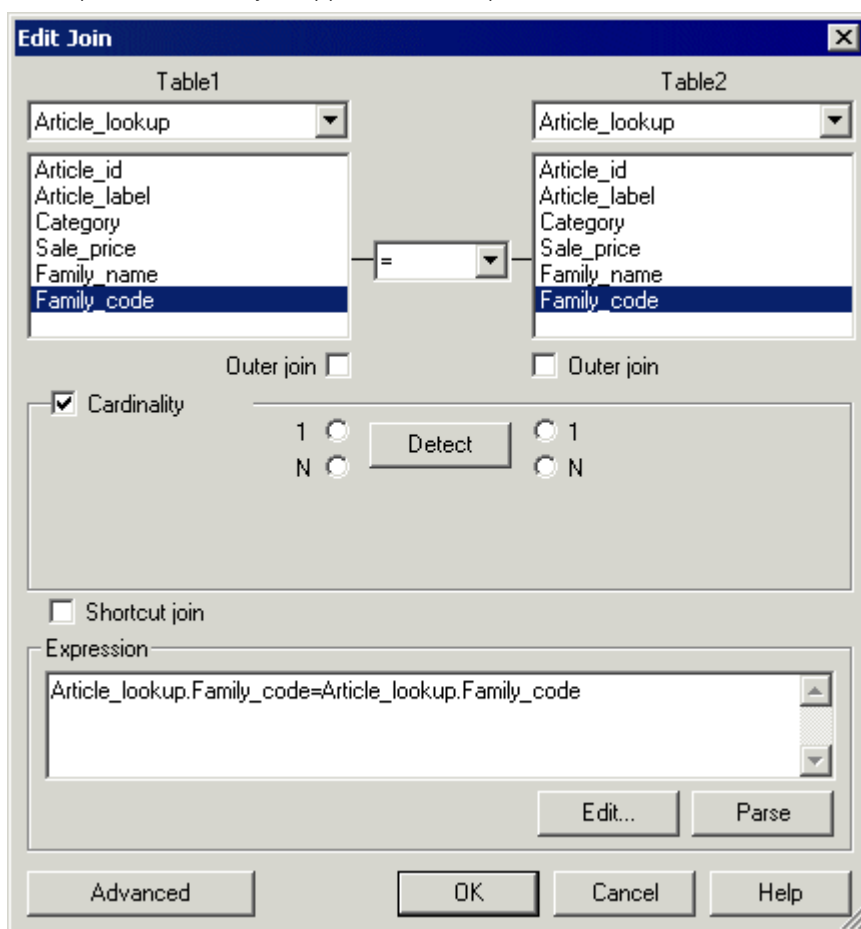 Edit Join
Table1 Table2
Article_lookup Article_lookup
Article_id Article_id
Article_label Article_label
Category Category
Sale_price Sale_price
= 
Family_name Family_name
Family_code Family_code
Outer join Outer join
Cardinality
1 Detect 1
N N
Shortcut join
Expression
Article_lookup.Family_code=Article_lookup.Family_code
Edit... Parse
Advanced OK Cancel Help